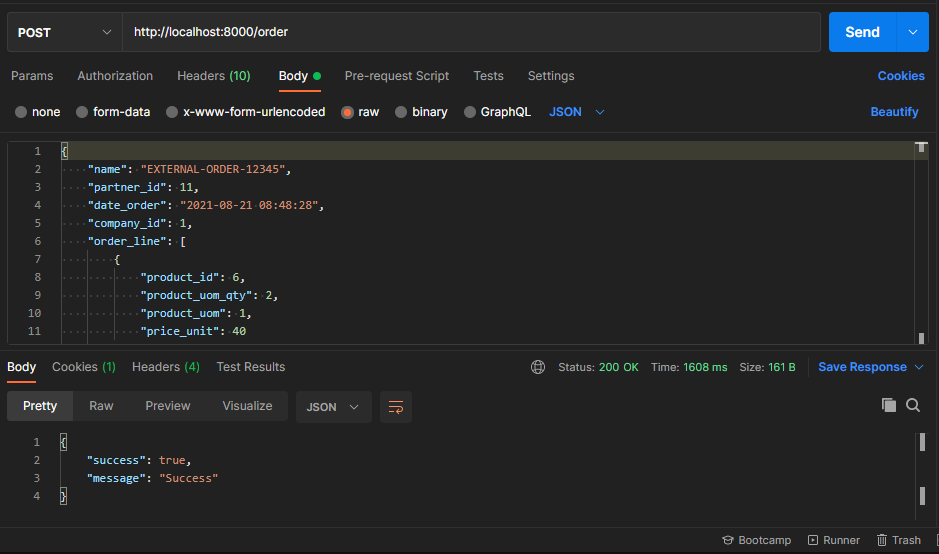 POST http://localhost:8000/order Send
Params Authorization Headers (10) Body Pre-request Script Tests Settings Cookies
none form-data x-www-form-urlencoded raw binary GraphQL JSON Beautify
1 {
2 "name": "EXTERNAL-ORDER-12345",
3 "partner_id": 11,
4 "date_order": "2021-08-21 08:48:28",
5 "company_id": 1,
6 "order_line": [
7 {
8 "product_id": 6,
9 "product_uom_qty": 2,
10 "product_uom": 1,
11 "price_unit": 40
Body Cookies (1) Headers (4) Test Results Status: 200 OK Time: 1608 ms Size: 161 B Save Response
Pretty Raw Preview Visualize JSON
1 {
2 "success": true,
3 "message": "Success"
4 }
Bootcamp Runner Trash